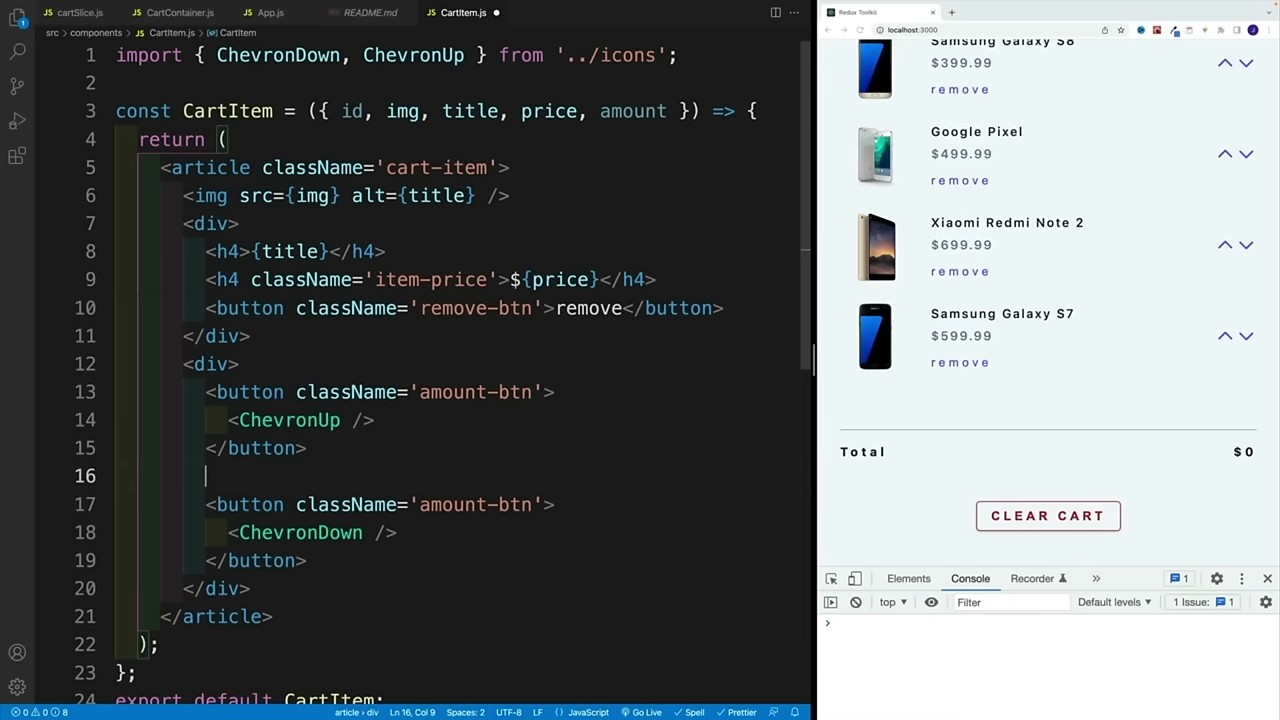 cartSlice.js
CartContainer.js
App.js
README.md
CartItem.js
src > components > CartItem.js > CartItem
1 import { ChevronDown, ChevronUp } from '../icons';
2
3 const CartItem = ({ id, img, title, price, amount }) => {
4 return (
5 <article className='cart-item'>
6 <img src={img} alt={title} />
7 <div>
8 <h4>{title}</h4>
9 <h4 className='item-price'>${price}</h4>
10 <button className='remove-btn'>remove</button>
11 </div>
12 <div>
13 <button className='amount-btn'>
14 <ChevronUp />
15 </button>
16
17 <button className='amount-btn'>
18 <ChevronDown />
19 </button>
20 </div>
21 </article>
22 );
23 };
24 export default CartItem;
1
0 0 8
article > div
Ln 16, Col 9
Spaces: 2
UTF-8
LF
JavaScript
Go Live
Spell
Prettier
Redux Toolkit
localhost:3000
J
Samsung Galaxy S8
$399.99
remove
Google Pixel
$499.99
remove
Xiaomi Redmi Note 2
$699.99
remove
Samsung Galaxy S7
$599.99
remove
Total $0
CLEAR CART
Elements Console Recorder 1
top Filter Default levels 1 Issue: 1